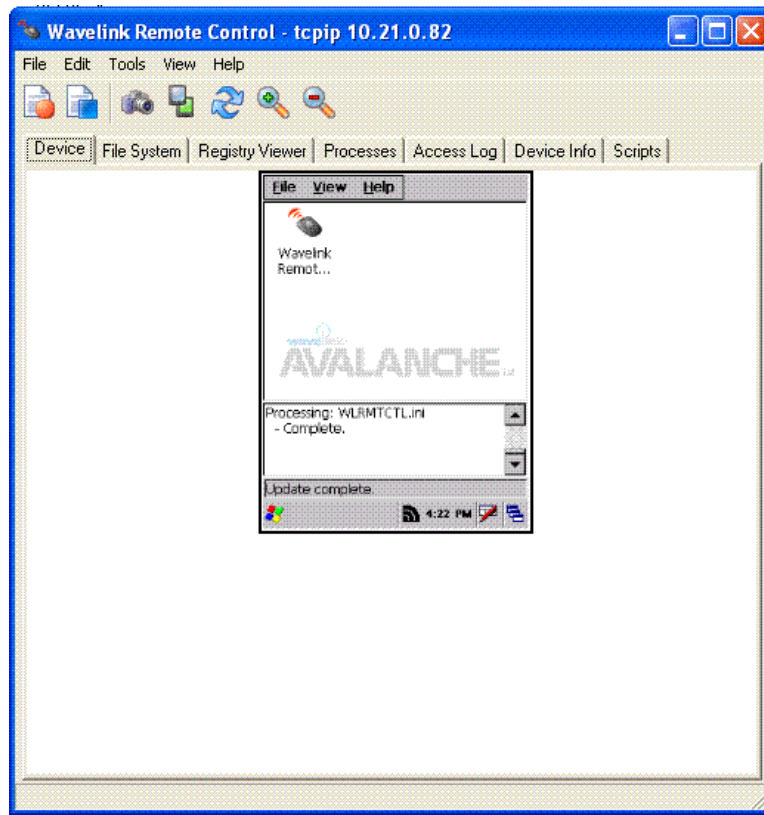 Wavelink Remote Control - tcpip 10.21.0.82
File Edit Tools View Help
Device File System Registry Viewer Processes Access Log Device Info Scripts
File View Help
Wavelink
Remot...
wavelink
AVALANCHE
Processing: WLRMTCTL.ini
- Complete.
Update complete.
4:22 PM